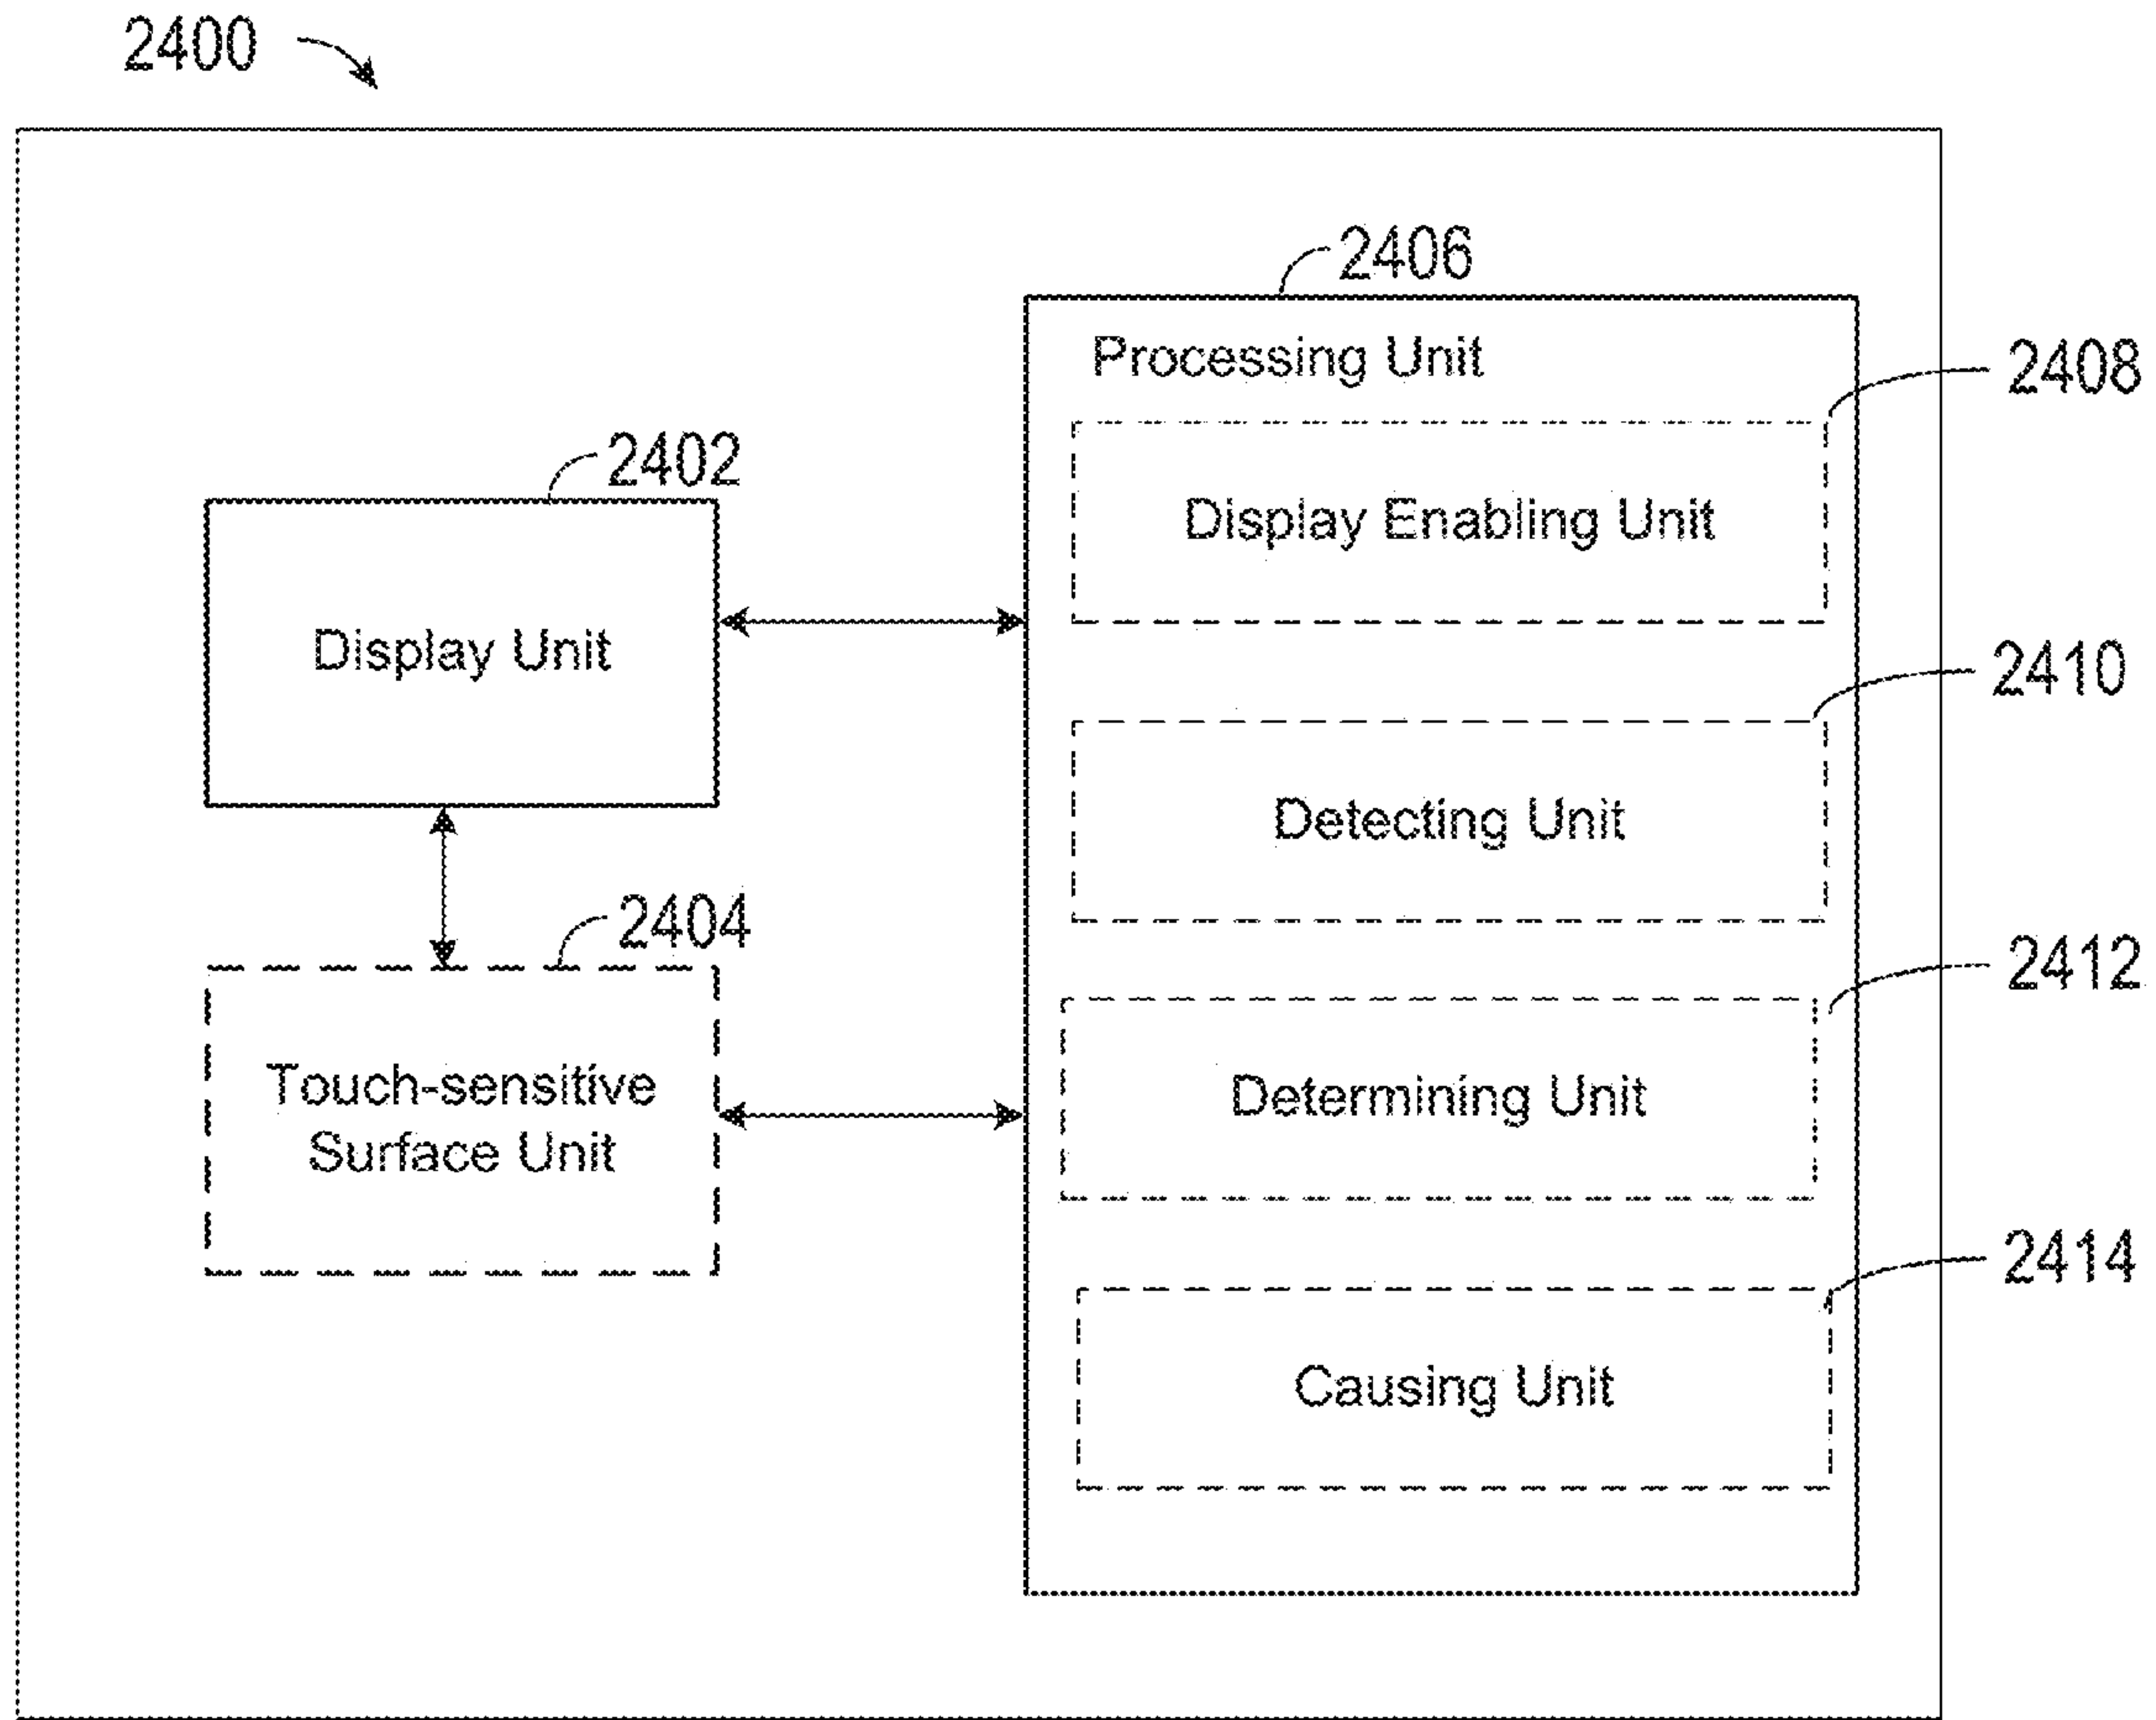 2400
2406
Processing Unit
2408
Display Enabling Unit
2402
Display Unit
2410
Detecting Unit
2404
Touch-sensitive
Surface Unit
2412
Determining Unit
2414
Causing Unit